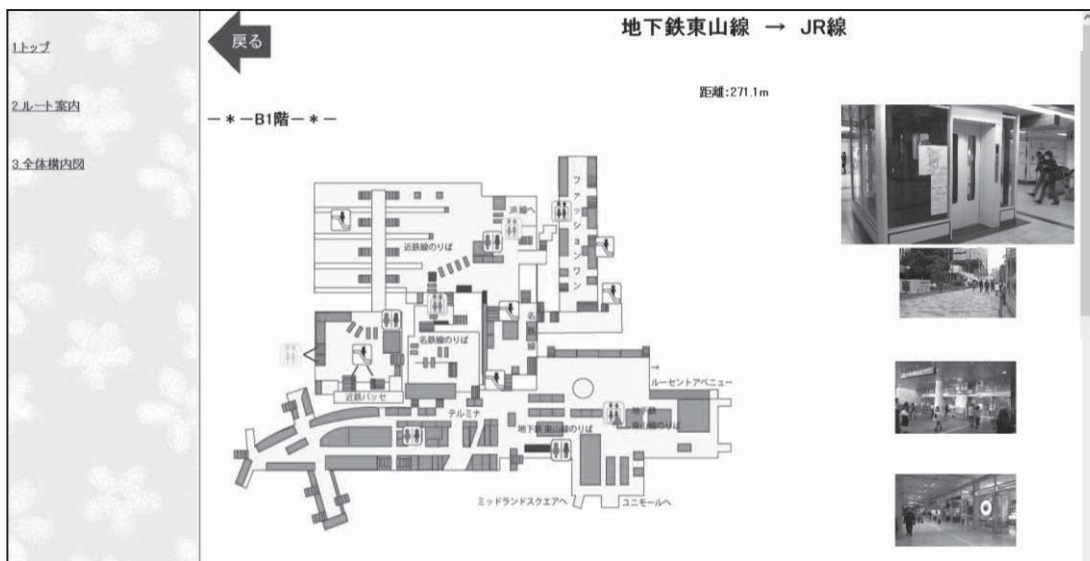 1.トップ
2.ルート案内
3.全体構内図
戻る
地下鉄東山線 → JR線
距離:271.1m
－＊－B1階－＊－
ファッションワン
JR線へ
近鉄線のりば
名鉄線
名鉄線のりば
→
ルーセントアベニュー
近鉄パッセ
テルミナ
地下鉄東山線のりば
地下鉄
東山線のりば
ミッドランドスクエアへ
ユニモールへ